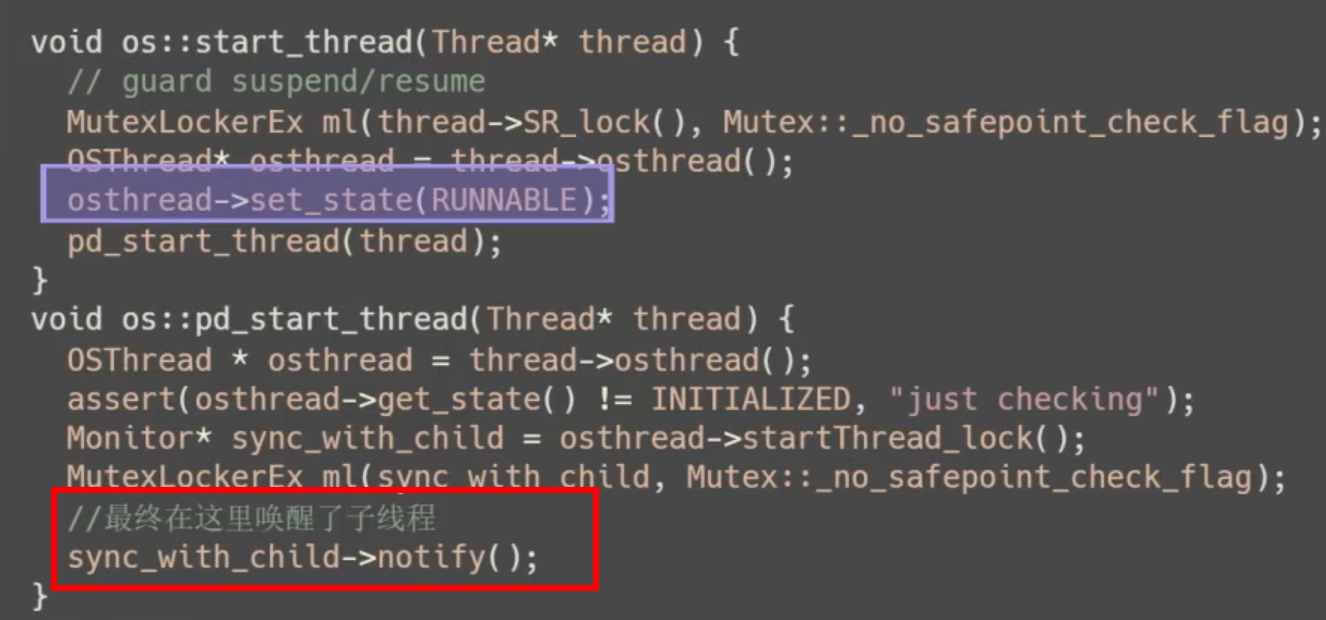 void os::start_thread(Thread* thread) {
// guard suspend/resume
MutexLockerEx ml(thread->SR_lock(), Mutex::_no_safepoint_check_flag);
OSThread* osthread = thread->osthread();
osthread->set_state(RUNNABLE);
pd_start_thread(thread);
}
void os::pd_start_thread(Thread* thread) {
OSThread * osthread = thread->osthread();
assert(osthread->get_state() != INITIALIZED, "just checking");
Monitor* sync_with_child = osthread->startThread_lock();
MutexLockerEx ml(sync_with_child, Mutex::_no_safepoint_check_flag);
//最终在这里唤醒了子线程
sync_with_child->notify();
}